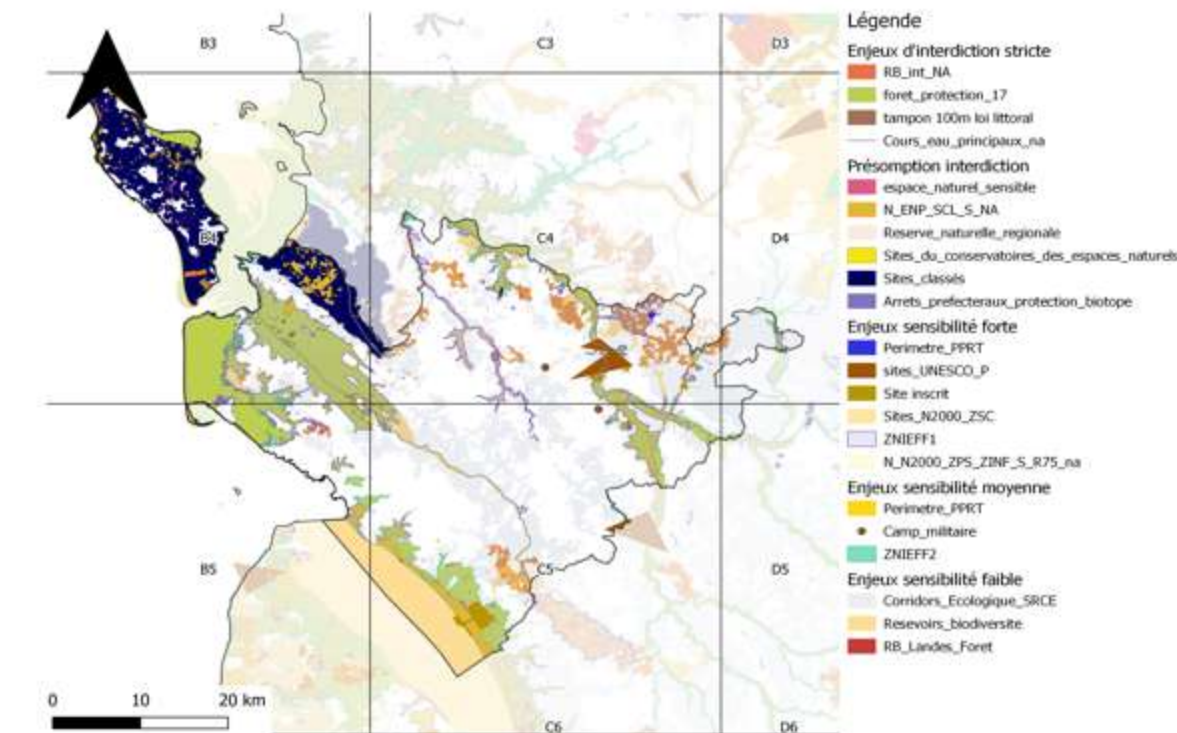 B3
C3
D3
B4
C4
D4
B5
C5
D5
C6
D6
0 10 20 km
Légende
Enjeux d'interdiction stricte
RB_int_NA
foret_protection_17
tampon 100m loi littoral
Cours_eau_principaux_na
Présomption interdiction
espace_naturel_sensible
N_ENP_SCL_S_NA
Reserve_naturelle_regionale
Sites_du_conservatoires_des_espaces_naturels
Sites_classés
Arrets_prefecteraux_protection_biotope
Enjeux sensibilité forte
Perimetre_PPRT
sites_UNESCO_P
Site inscrit
Sites_N2000_ZSC
ZNIEFF1
N_N2000_ZPS_ZINF_S_R75_na
Enjeux sensibilité moyenne
Perimetre_PPRT
Camp_militaire
ZNIEFF2
Enjeux sensibilité faible
Corridors_Ecologique_SRCE
Resevoirs_biodiversite
RB_Landes_Foret